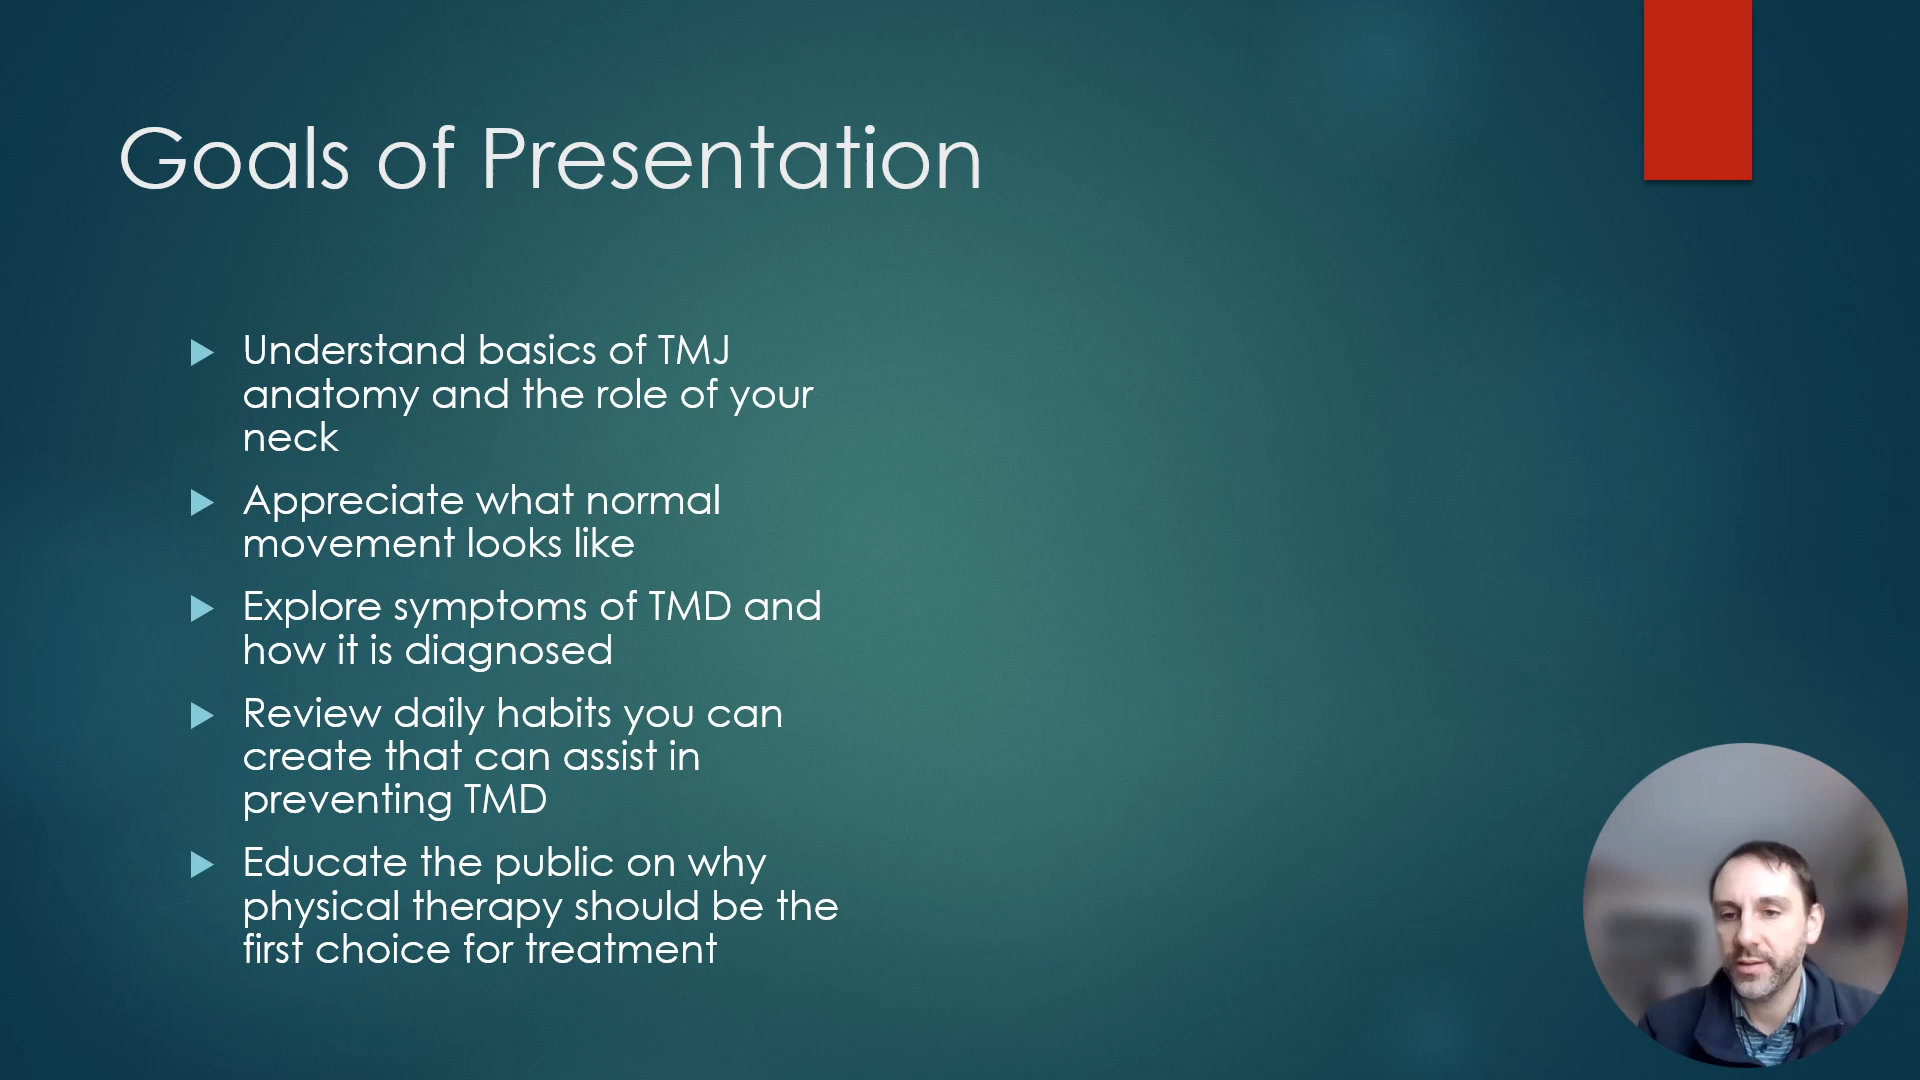 Goals of Presentation
Understand basics of TMJ
anatomy and the role of your
neck
Appreciate what normal
movement looks like
Explore symptoms of TMD and
how it is diagnosed
Review daily habits you can
create that can assist in
preventing TMD
Educate the public on why
physical therapy should be the
first choice for treatment